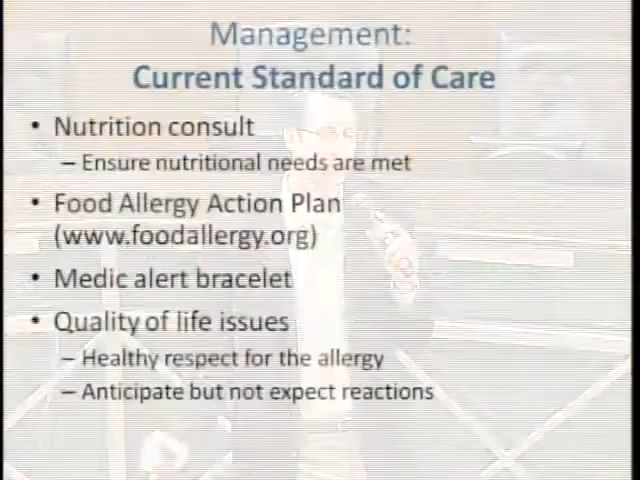 Management:
Current Standard of Care
• Nutrition consult
– Ensure nutritional needs are met
• Food Allergy Action Plan
(www.foodallergy.org)
• Medic alert bracelet
• Quality of life issues
– Healthy respect for the allergy
– Anticipate but not expect reactions